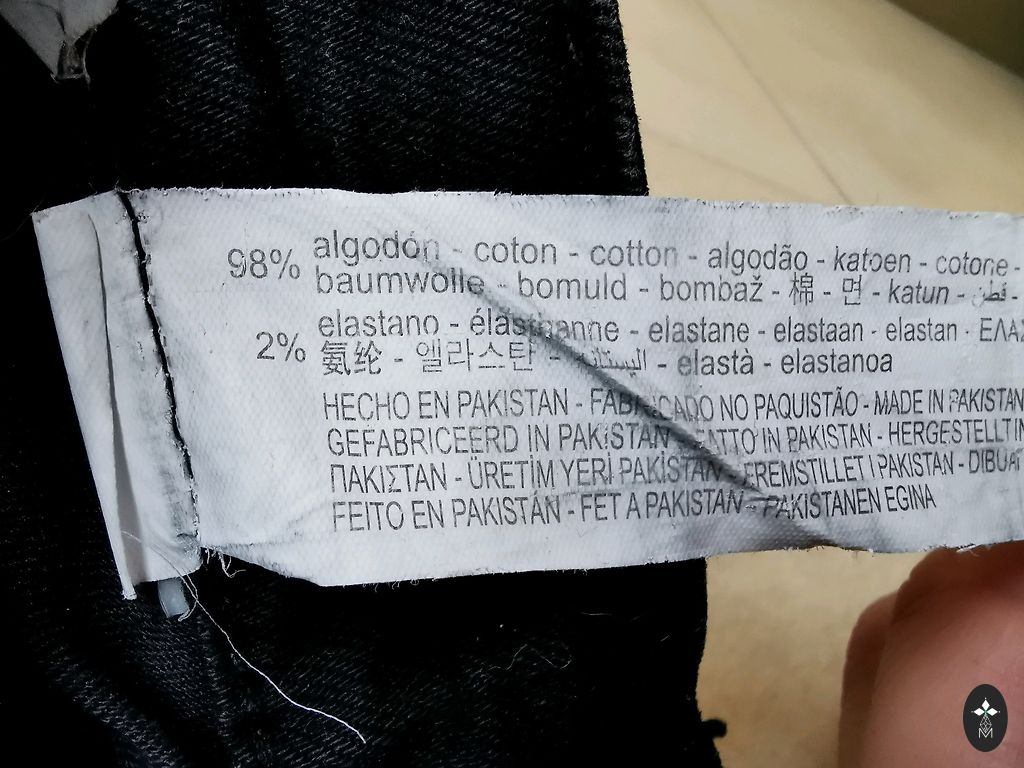 98% algodón - coton - cotton - algodão - katoen - cotone -
baumwolle - bomuld - bombaž - 棉 - 면 - katun - قطن -
2% elastano - élasthanne - elastane - elastaan - elastan -
氨纶 - 엘라스탄 - الیستان - elastà - elastanoa
HECHO EN PAKISTAN - FABRICADO NO PAQUISTÃO - MADE IN PAKISTAN
GEFABRICEERD IN PAKISTAN - FATTO IN PAKISTAN - HERGESTELLT IN
ΠΑΚΙΣΤΑΝ - ÜRETİM YERİ PAKİSTAN - FREMSTILLET I PAKISTAN -
FEITO EN PAKISTÁN - FET A PAKISTAN - PAKISTANEN EGINA
M